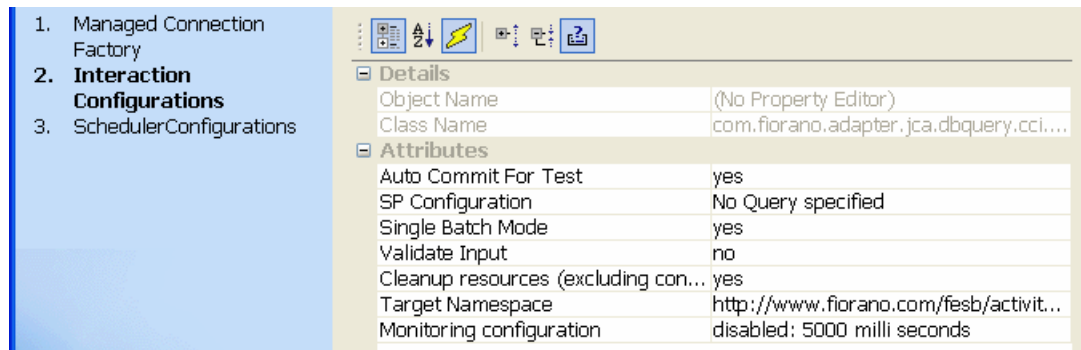 1. Managed Connection
Factory
2. Interaction
Configurations
3. SchedulerConfigurations
Details
Object Name (No Property Editor)
Class Name com.fiorano.adapter.jca.dbquery.cci....
Attributes
Auto Commit For Test yes
SP Configuration No Query specified
Single Batch Mode yes
Validate Input no
Cleanup resources (excluding con... yes
Target Namespace http://www.fiorano.com/fesb/activit...
Monitoring configuration disabled: 5000 milli seconds